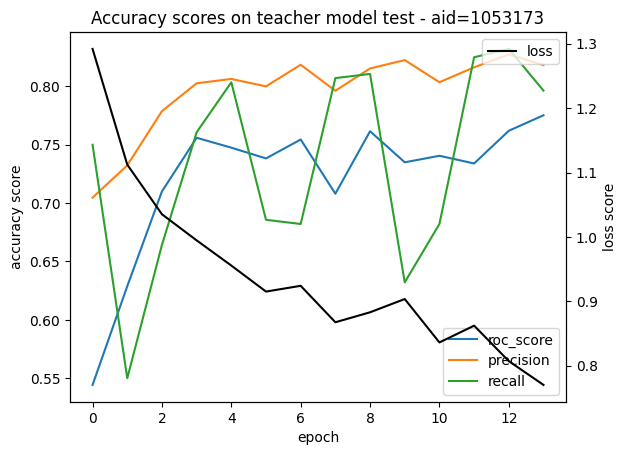 Accuracy scores on teacher model test - aid=1053173
loss
accuracy score
0.80
0.75
0.70
0.65
0.60
0.55
1.3
1.2
1.1
1.0
0.9
0.8
loss score
roc_score
precision
recall
0 2 4 6 8 10 12
epoch